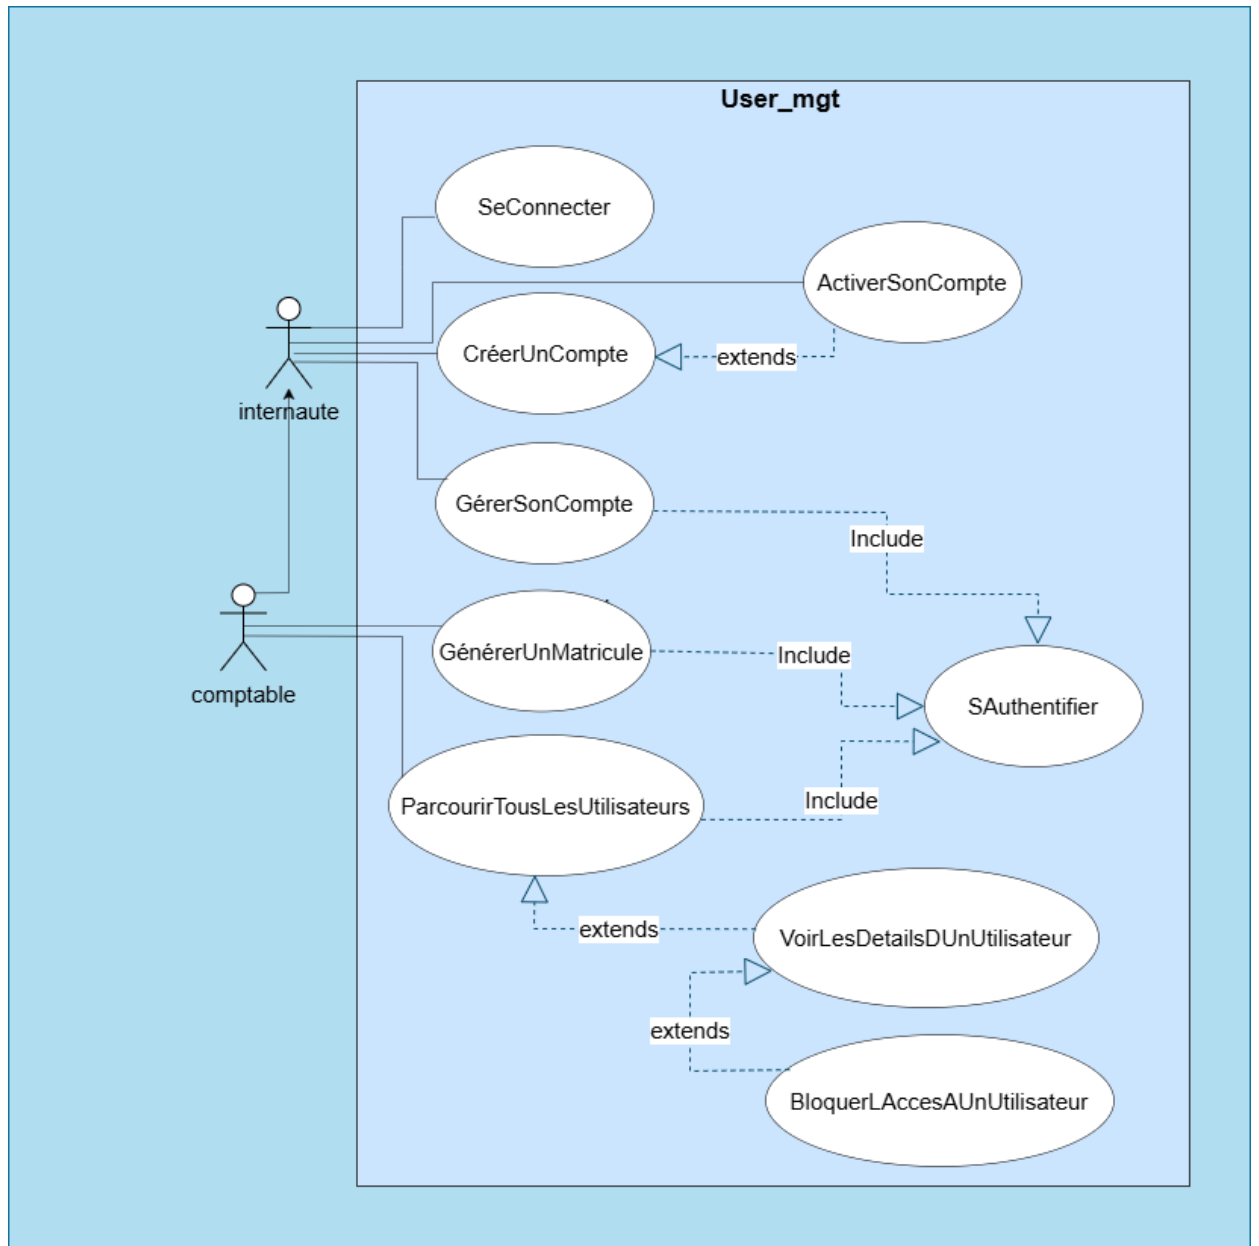 User_mgt
SeConnecter
ActiverSonCompte
CréerUnCompte
extends
internaute
GérerSonCompte
Include
GénérerUnMatricule
Include
comptable
SAuthentifier
ParcourirTousLesUtilisateurs
Include
extends
VoirLesDetailsDUnUtilisateur
extends
BloquerLAccesAUnUtilisateur